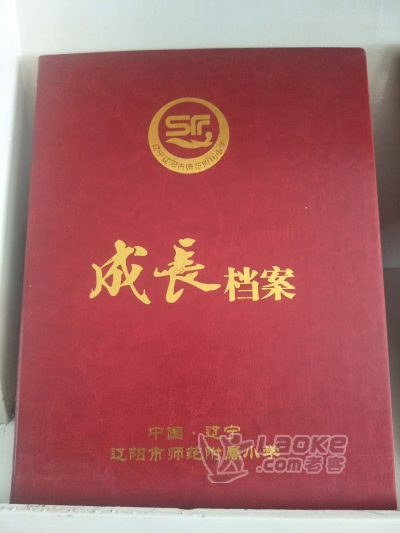 成長档案
中国·辽宁
辽阳市师范附属小学
Laoke
.com老客